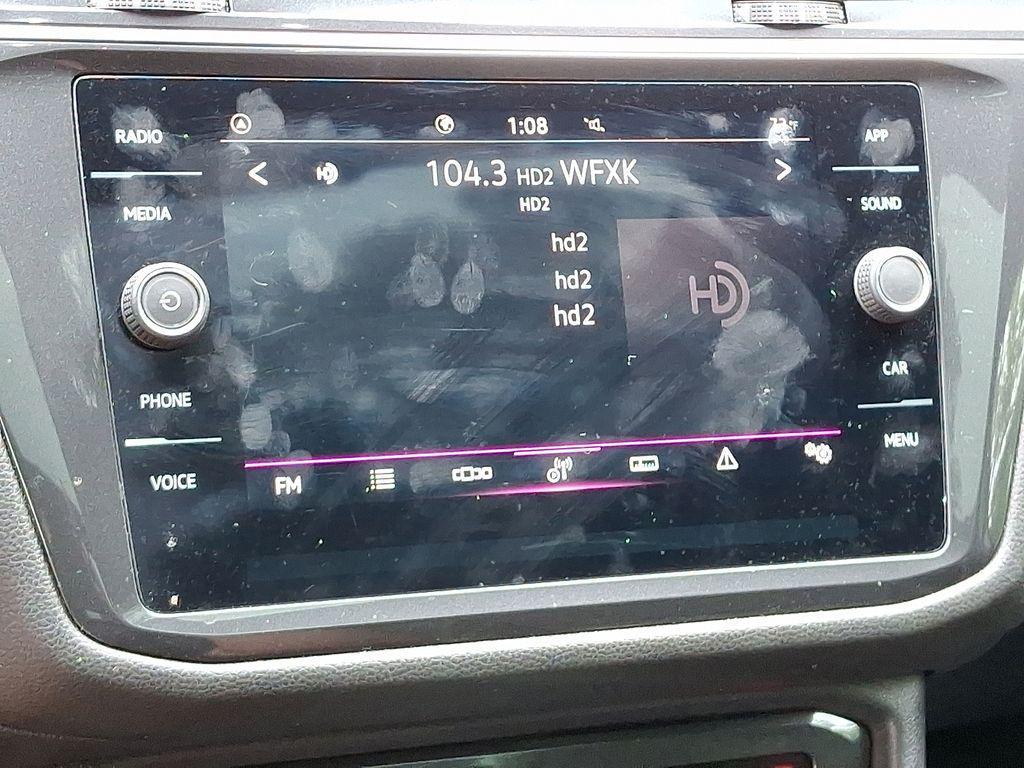 RADIO
MEDIA
PHONE
VOICE
1:08
104.3 HD2 WFXK
HD2
hd2
hd2
hd2
HD
FM
APP
SOUND
CAR
MENU